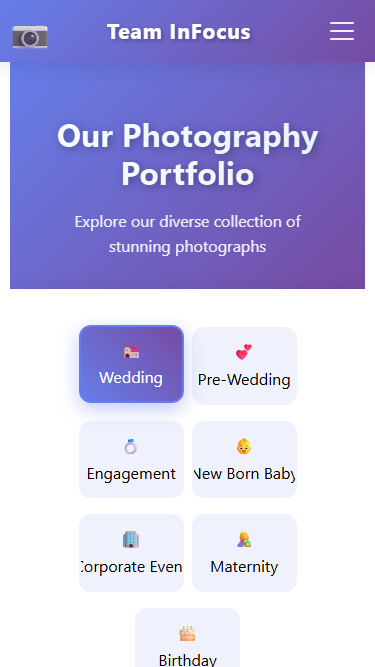 Team InFocus
Our Photography
Portfolio
Explore our diverse collection of
stunning photographs
Wedding
Pre-Wedding
Engagement
New Born Baby
Corporate Even
Maternity
Birthday